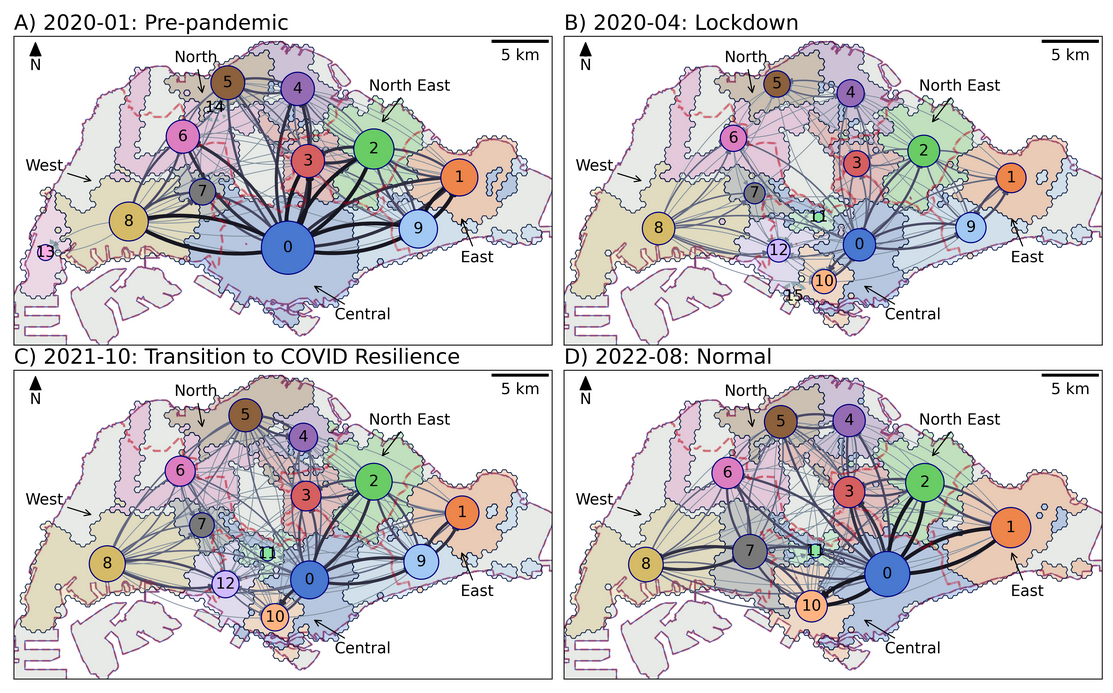 A) 2020-01: Pre-pandemic
5 km
N
North
5
4
14
North East
6
2
3
West
7
1
8
9
0
13
East
Central
B) 2020-04: Lockdown
5 km
N
North
5
4
North East
6
2
3
West
7
1
11
8
9
0
12
East
10
15
Central
C) 2021-10: Transition to COVID Resilience
5 km
N
North
5
4
North East
6
2
3
West
1
7
11
8
9
0
12
East
10
Central
D) 2022-08: Normal
5 km
N
North
5
4
North East
6
2
3
West
1
7
11
8
0
East
10
Central